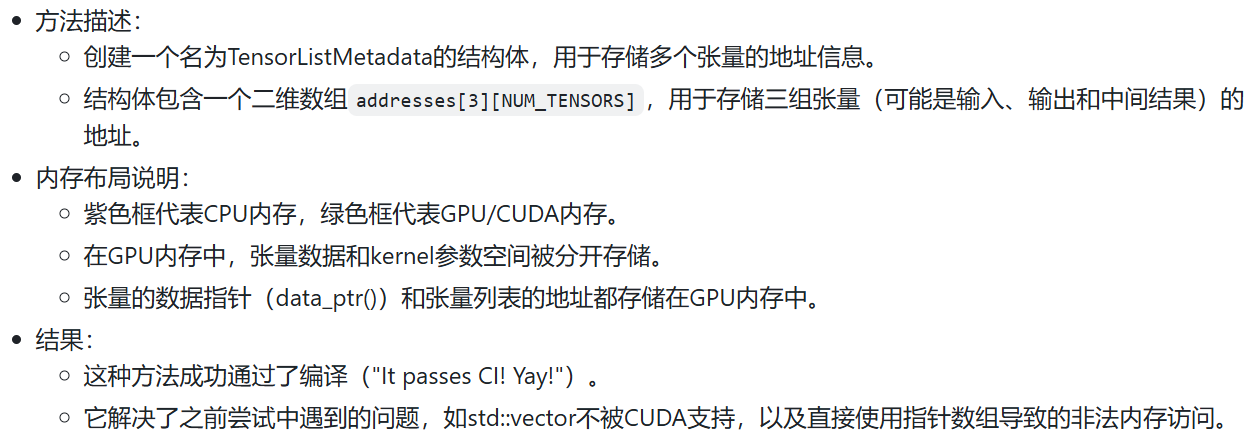 • 方法描述：
◦ 创建一个名为TensorListMetadata的结构体，用于存储多个张量的地址信息。
◦ 结构体包含一个二维数组 addresses[3][NUM_TENSORS] ，用于存储三组张量（可能是输入、输出和中间结果）的
地址。
• 内存布局说明：
◦ 紫色框代表CPU内存，绿色框代表GPU/CUDA内存。
◦ 在GPU内存中，张量数据和kernel参数空间被分开存储。
◦ 张量的数据指针（data_ptr()）和张量列表的地址都存储在GPU内存中。
• 结果：
◦ 这种方法成功通过了编译（"It passes CI! Yay!"）。
◦ 它解决了之前尝试中遇到的问题，如std::vector不被CUDA支持，以及直接使用指针数组导致的非法内存访问。